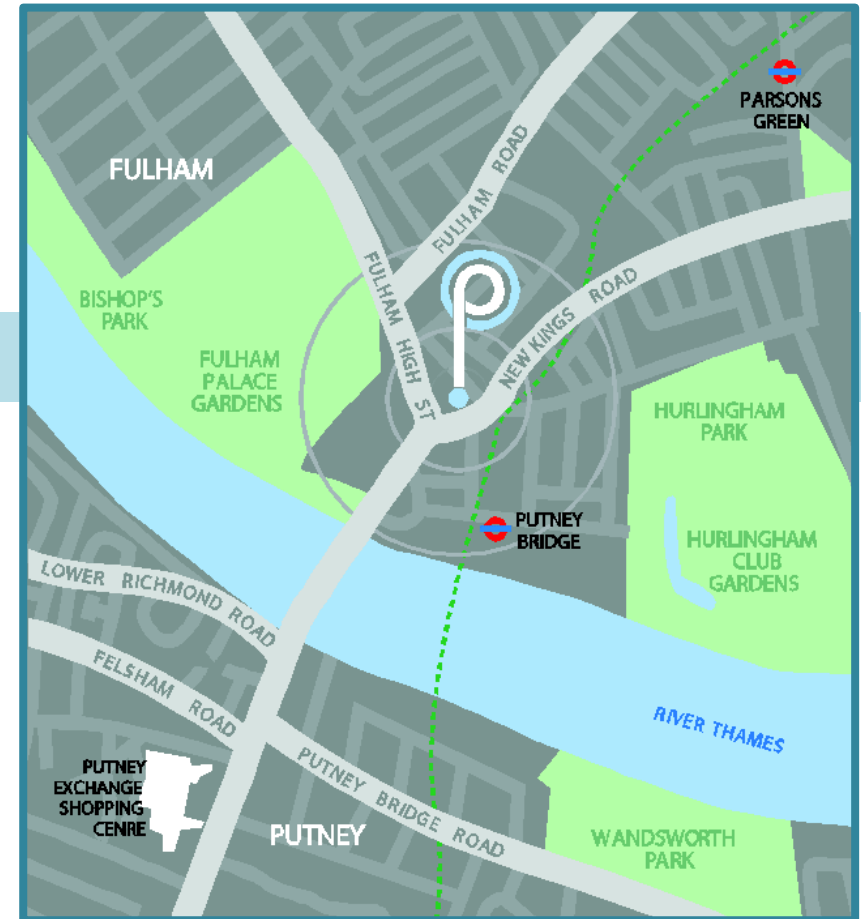 PARSONS
GREEN
FULHAM
FULHAM ROAD
FULHAM HIGH ST
NEW KINGS ROAD
BISHOP'S
PARK
FULHAM
PALACE
GARDENS
HURLINGHAM
PARK
PUTNEY
BRIDGE
HURLINGHAM
CLUB
GARDENS
LOWER RICHMOND ROAD
FELSHAM ROAD
RIVER THAMES
PUTNEY
EXCHANGE
SHOPPING
CENRE
PUTNEY BRIDGE ROAD
PUTNEY
WANDSWORTH
PARK